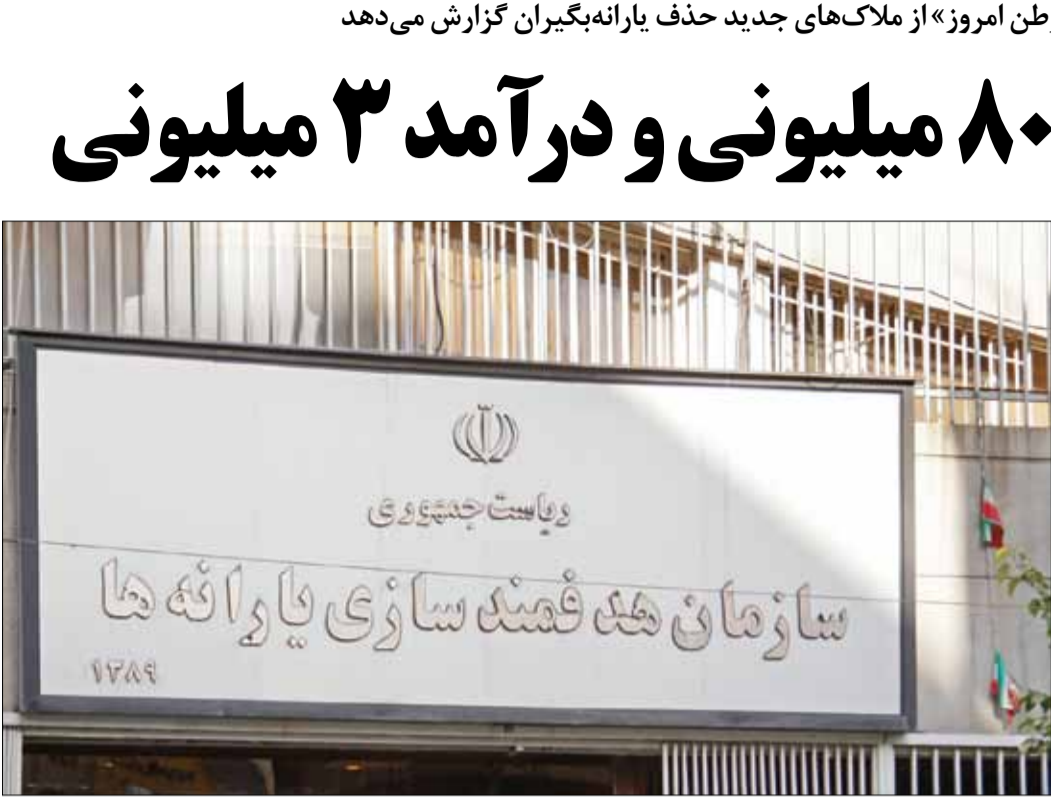 وطن امروز» از ملاک‌های جدید حذف یارانه‌بگیران گزارش می‌دهد
۸۰ میلیونی و درآمد ۳ میلیونی
ریاست جمهوری
سازمان هدفمند سازی یارانه ها
۱۳۸۹